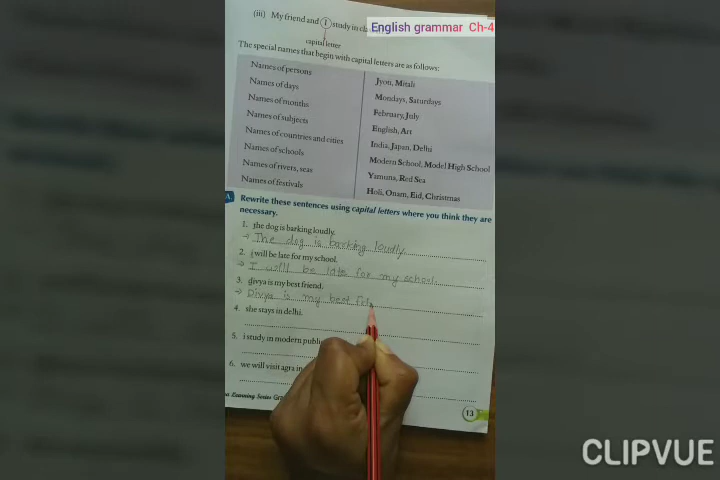 (iii) My friend and I study in cl
English grammar Ch-4
capital letter
The special names that begin with capital letters are as follows:
Names of persons Jyoti, Mitali
Names of days Mondays, Saturdays
Names of months February, July
Names of subjects English, Art
Names of countries and cities India, Japan, Delhi
Names of schools Modern School, Model High School
Names of rivers, seas Yamuna, Red Sea
Names of festivals Holi, Onam, Eid, Christmas
A. Rewrite these sentences using capital letters where you think they are
necessary.
1. the dog is barking loudly.
→ The dog is barking loudly.
2. i will be late for my school.
→ I will be late for my school.
3. divya is my best friend.
→ Divya is my best
4. she stays in delhi.
5. i study in modern publi
6. we will visit agra in
Learning Series
13
CLIPVUE